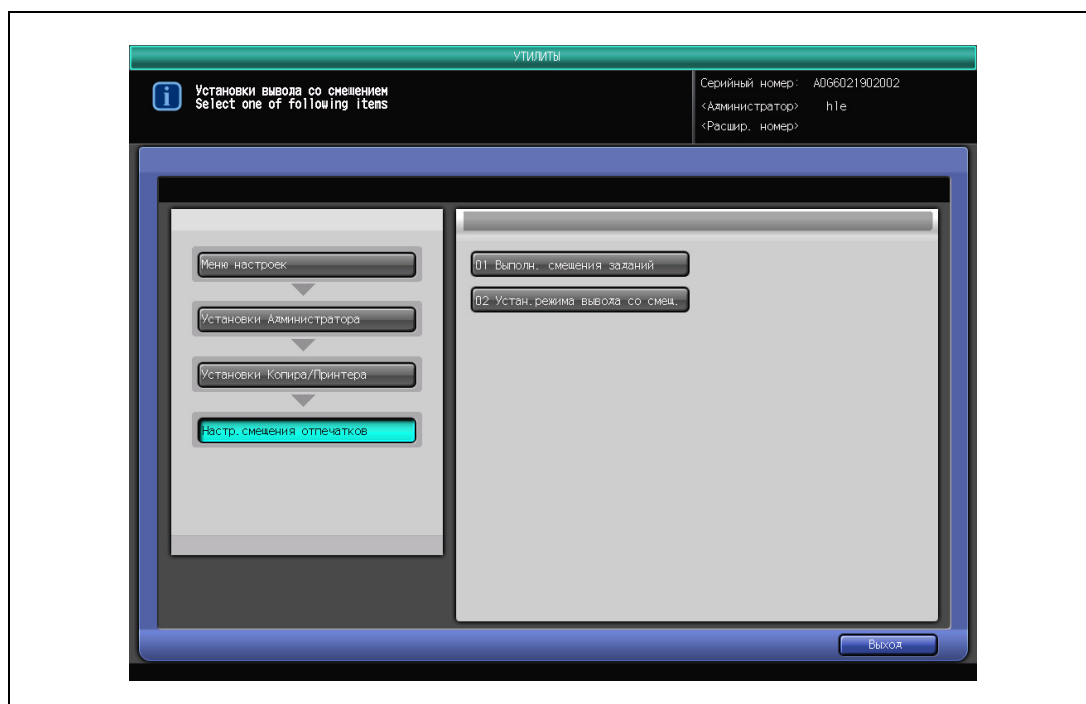 УТИЛИТЫ
Установки вывода со смещением
Select one of following items
Серийный номер: A0G6021902002
<Администратор> hle
<Расшир. номер>
Меню настроек
Установки Администратора
Установки Копира/Принтера
Настр.смещения отпечатков
01 Выполн. смещения заданий
02 Устан.режима вывода со смещ.
Выход